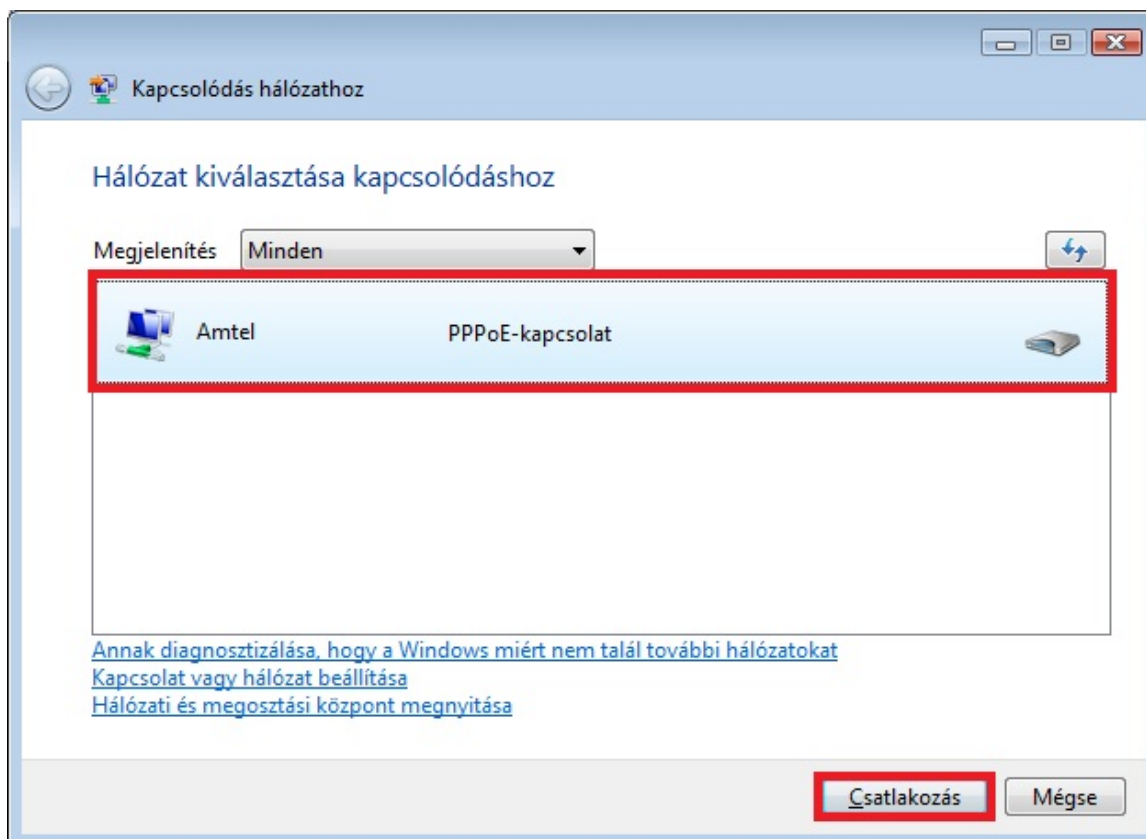 Kapcsolódás hálózathoz
Hálózat kiválasztása kapcsolódáshoz
Megjelenítés Minden
Amtel PPPoE-kapcsolat
Annak diagnosztizálása, hogy a Windows miért nem talál további hálózatokat
Kapcsolat vagy hálózat beállítása
Hálózati és megosztási központ megnyitása
Csatlakozás Mégse